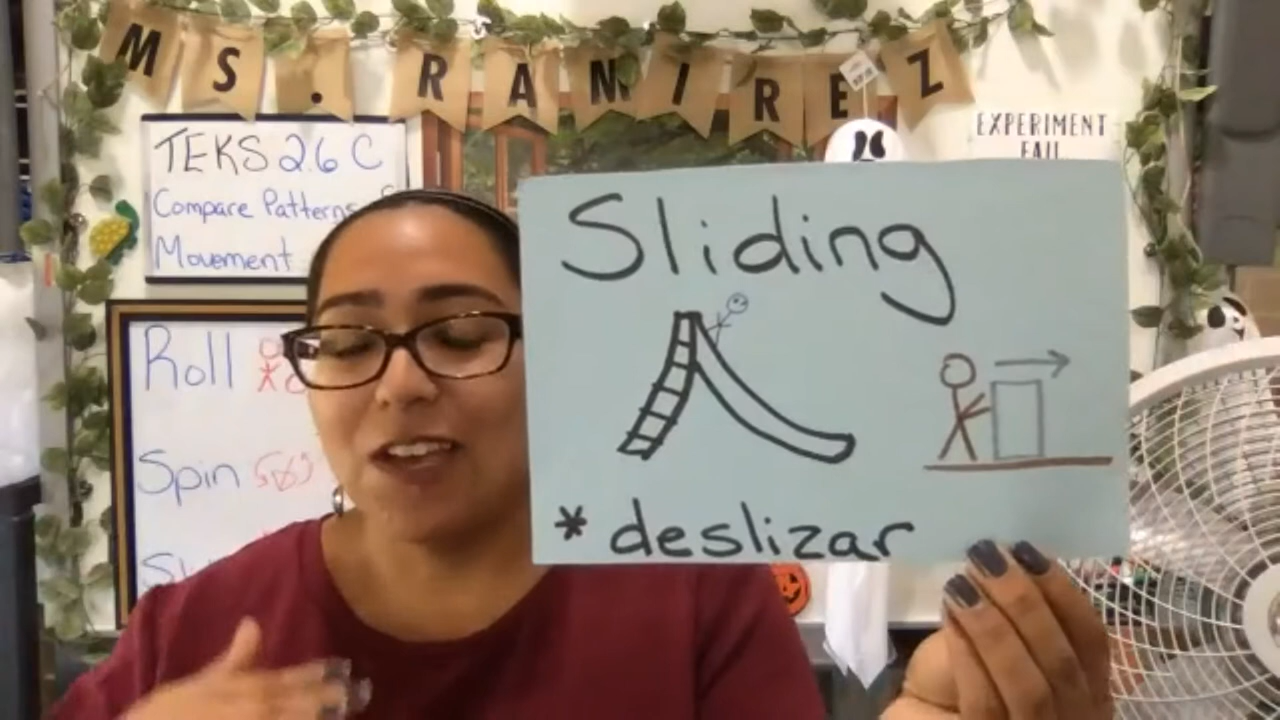 MS. RAMIREZ
TEKS 2.6 C
Compare Patterns
Movement
EXPERIMENT
FAIL
Roll
Spin
Sliding
* deslizar